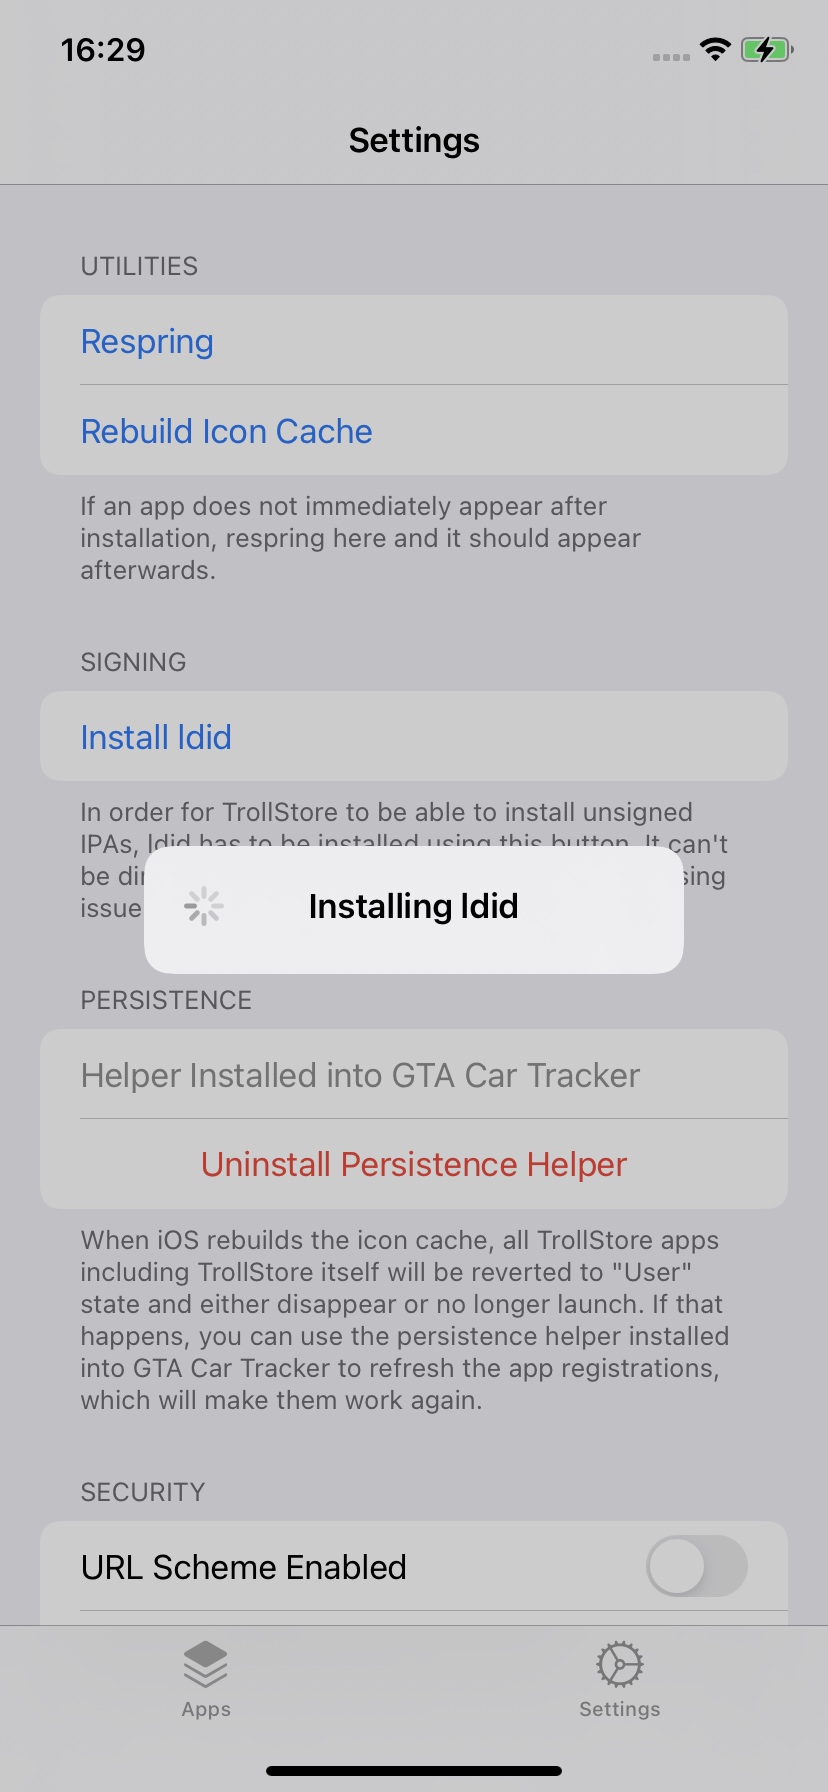 16:29
Settings
UTILITIES
Respring
Rebuild Icon Cache
If an app does not immediately appear after
installation, respring here and it should appear
afterwards.
SIGNING
Install ldid
In order for TrollStore to be able to install unsigned
IPAs, ldid has to be installed using this button. It can't
be
issue
Installing ldid
PERSISTENCE
Helper Installed into GTA Car Tracker
Uninstall Persistence Helper
When iOS rebuilds the icon cache, all TrollStore apps
including TrollStore itself will be reverted to "User"
state and either disappear or no longer launch. If that
happens, you can use the persistence helper installed
into GTA Car Tracker to refresh the app registrations,
which will make them work again.
SECURITY
URL Scheme Enabled
Apps
Settings